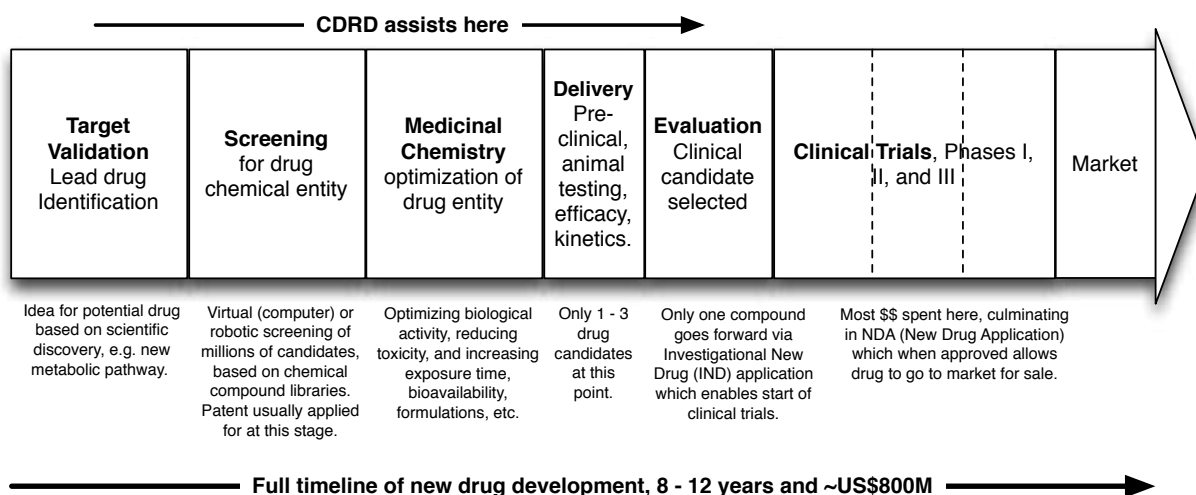 CDRD assists here
Target
Validation
Lead drug
Identification
Screening
for drug
chemical entity
Medicinal
Chemistry
optimization of
drug entity
Delivery
Pre-
clinical,
animal
testing,
efficacy,
kinetics.
Evaluation
Clinical
candidate
selected
Clinical Trials, Phases I,
II, and III
Market
Idea for potential drug
based on scientific
discovery, e.g. new
metabolic pathway.
Virtual (computer) or
robotic screening of
millions of candidates,
based on chemical
compound libraries.
Patent usually applied
for at this stage.
Optimizing biological
activity, reducing
toxicity, and increasing
exposure time,
bioavailability,
formulations, etc.
Only 1 - 3
drug
candidates
at this
point.
Only one compound
goes forward via
Investigational New
Drug (IND) application
which enables start of
clinical trials.
Most $$ spent here, culminating
in NDA (New Drug Application)
which when approved allows
drug to go to market for sale.
Full timeline of new drug development, 8 - 12 years and ~US$800M